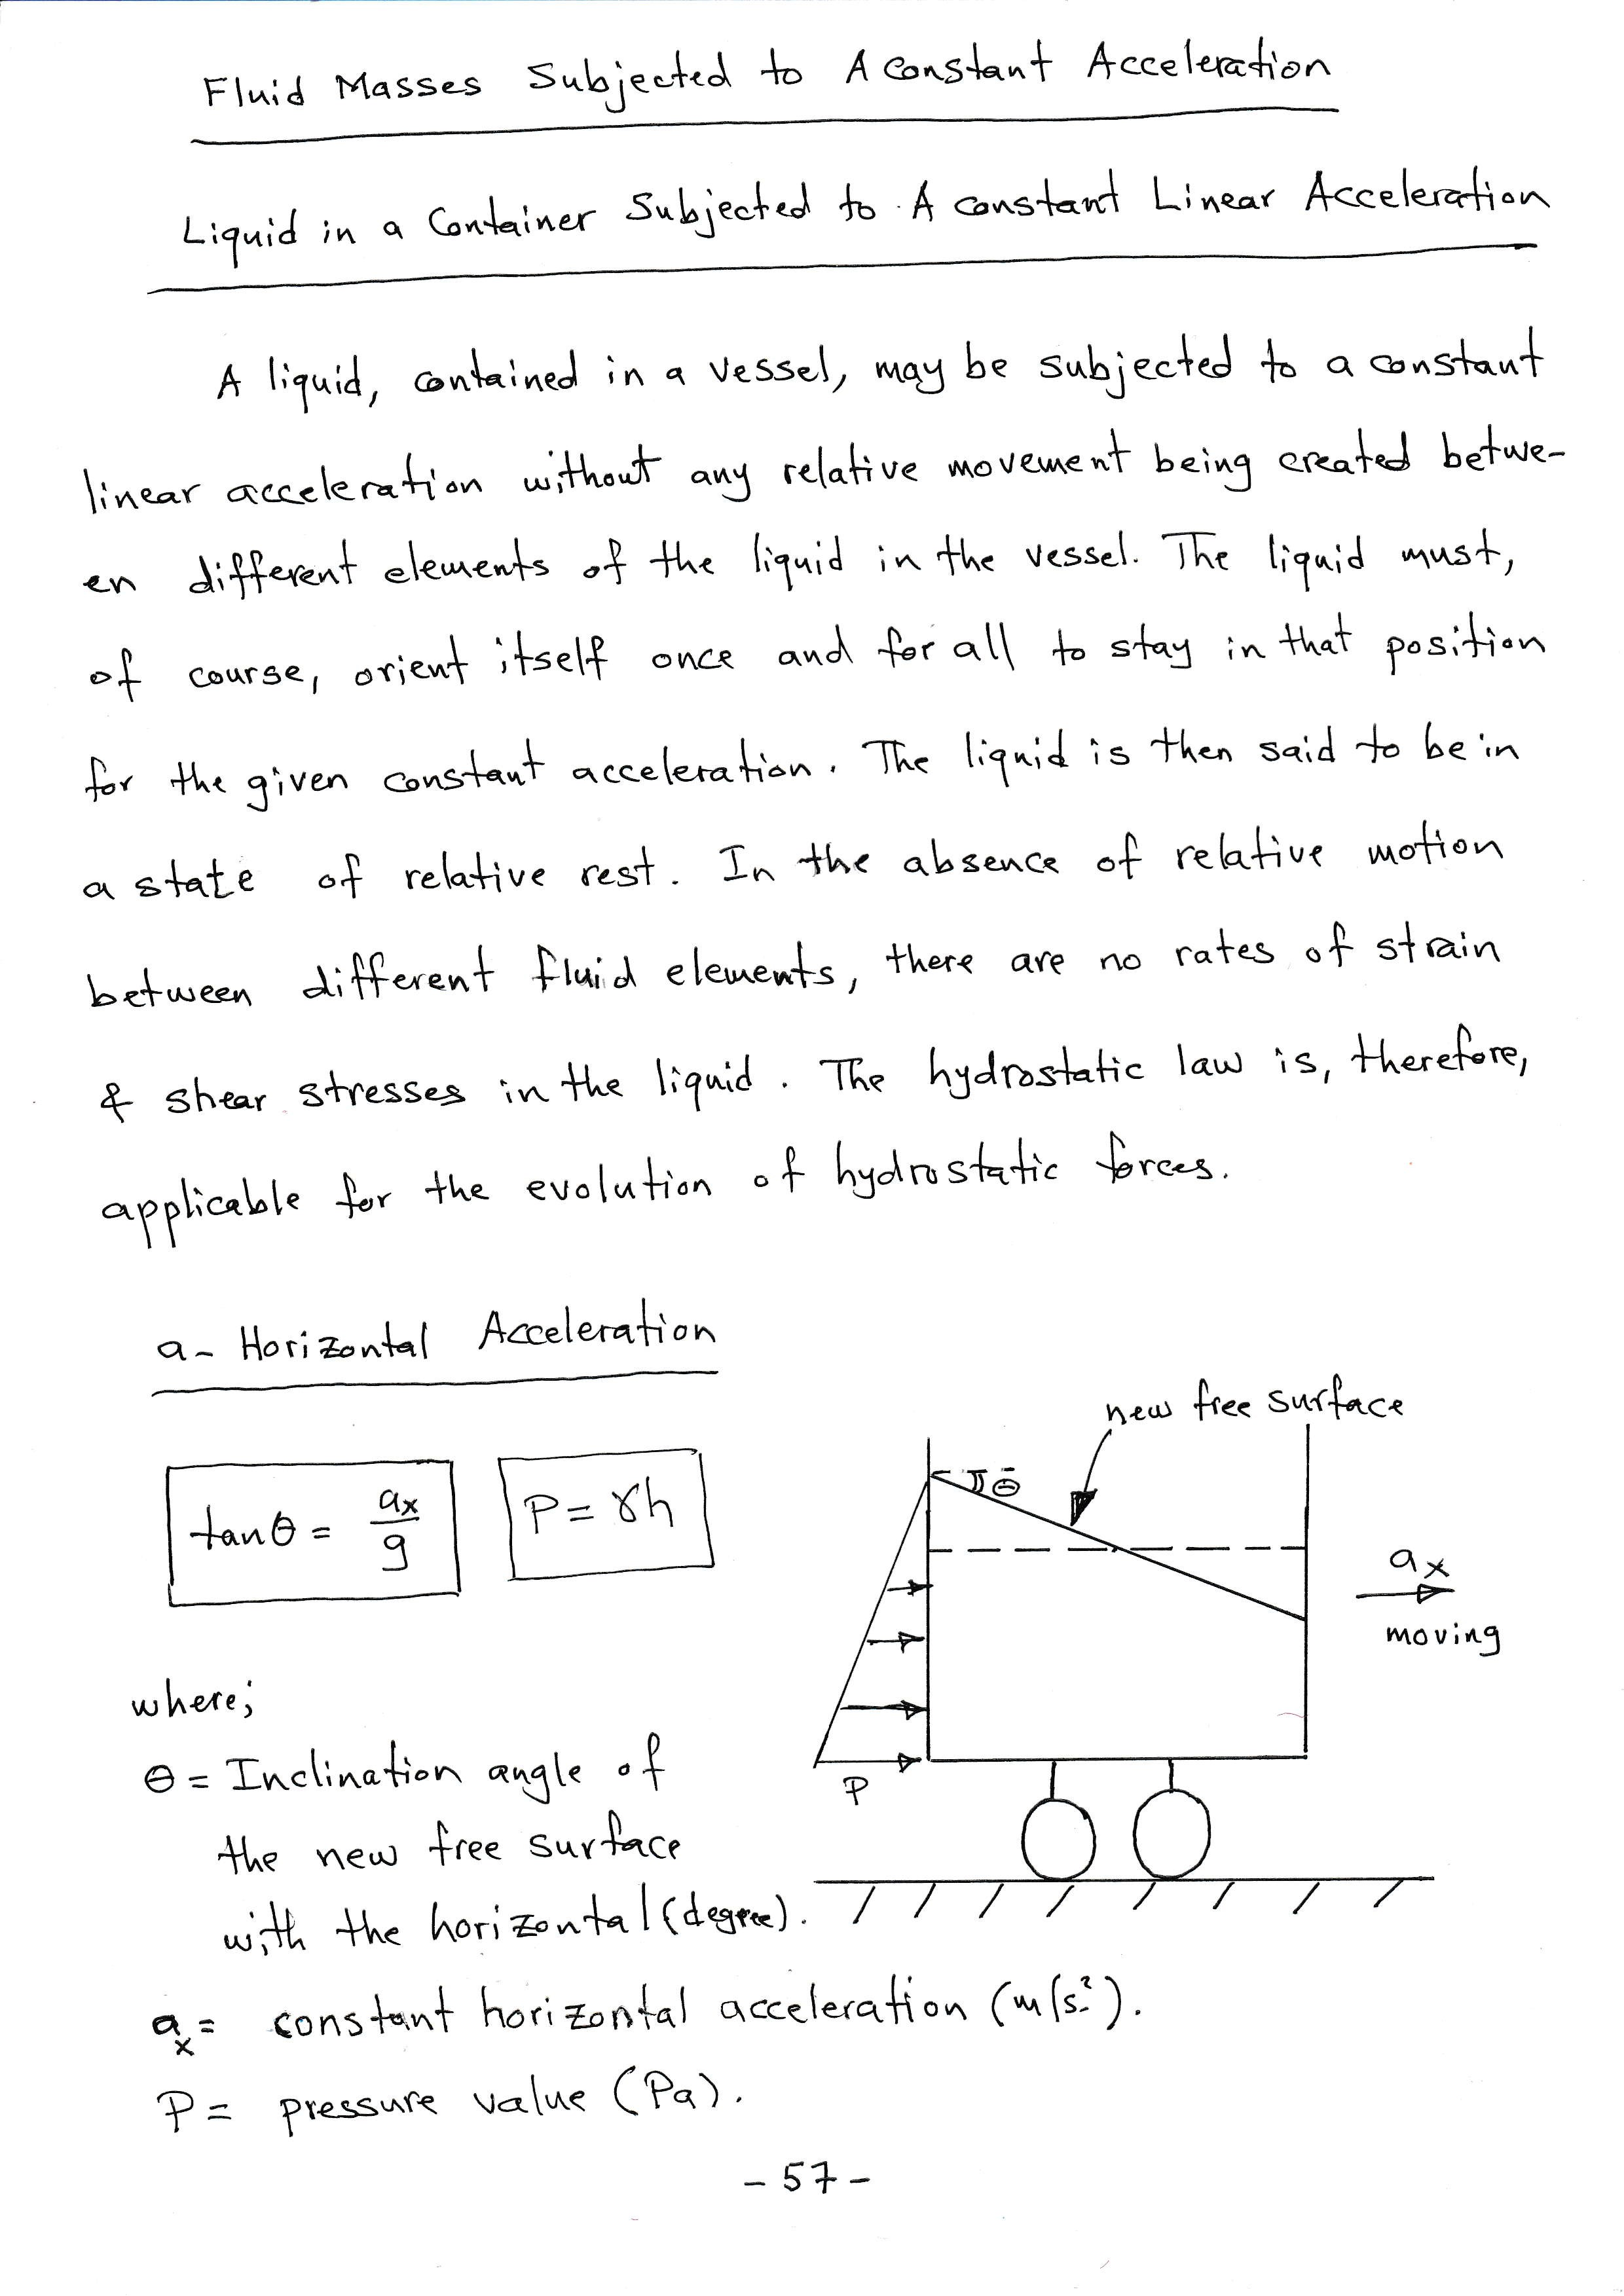 Fluid Masses Subjected to A Constant Acceleration
Liquid in a Container Subjected to A constant Linear Acceleration
A liquid, contained in a vessel, may be subjected to a constant
linear acceleration without any relative movement being created betwe-
en different elements of the liquid in the vessel. The liquid must,
of course, orient itself once and for all to stay in that position
for the given constant acceleration. The liquid is then said to be in
a state of relative rest. In the absence of relative motion
between different fluid elements, there are no rates of strain
& shear stresses in the liquid. The hydrostatic law is, therefore,
applicable for the evolution of hydrostatic forces.
a- Horizontal Acceleration
new free surface
θ
tanθ = ax/g
P = γh
ax
moving
P
where;
θ = Inclination angle of
the new free surface
with the horizontal (degree).
ax = constant horizontal acceleration (m/s²).
P = pressure value (Pa).
- 57 -